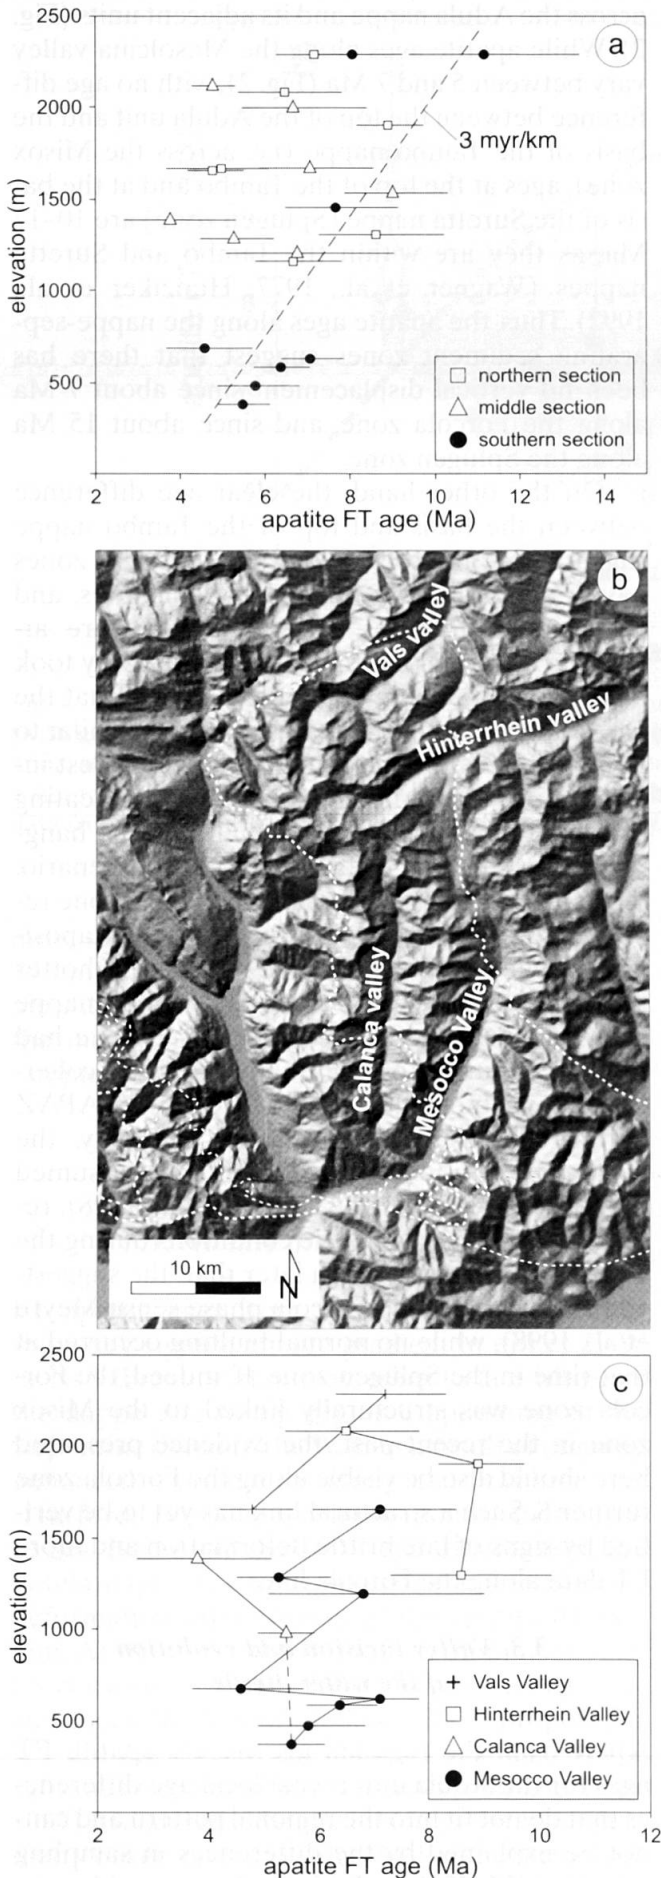 a
2500
2000
1500
1000
500
elevation (m)
3 myr/km
northern section
middle section
southern section
2 4 6 8 10 12 14
apatite FT age (Ma)
b
Vals valley
Hinterrhein valley
Calanca valley
Mesocco Valley
10 km
N
c
2500
2000
1500
1000
500
elevation (m)
Vals Valley
Hinterrhein Valley
Calanca Valley
Mesocco Valley
2 4 6 8 10 12
apatite FT age (Ma)